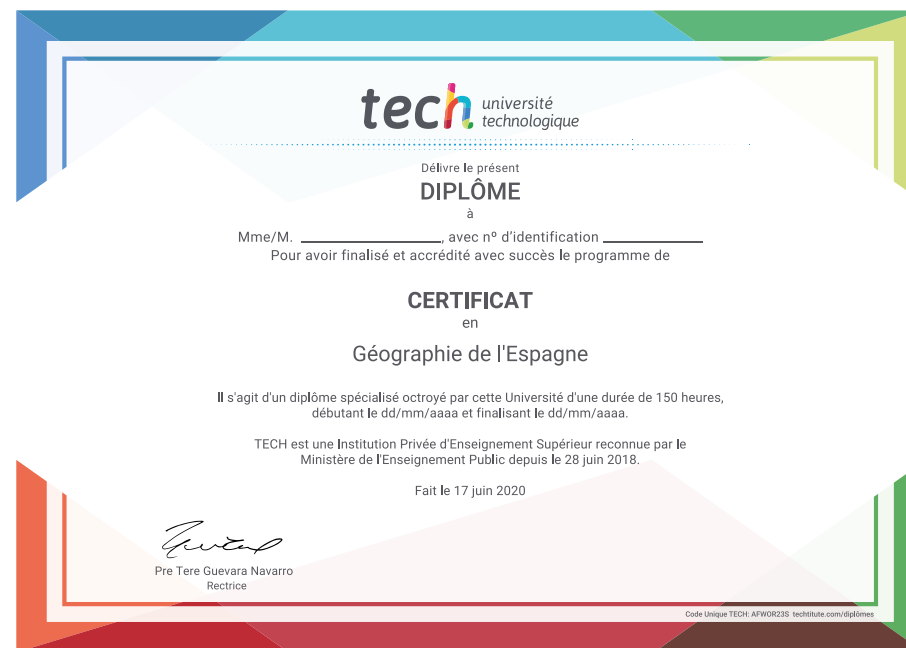 tech université
technologique
Délivre le présent
DIPLÔME
à
Mme/M. ____________________, avec nº d'identification ______________
Pour avoir finalisé et accrédité avec succès le programme de
CERTIFICAT
en
Géographie de l'Espagne
Il s'agit d'un diplôme spécialisé octroyé par cette Université d'une durée de 150 heures,
débutant le dd/mm/aaaa et finalisant le dd/mm/aaaa.
TECH est une Institution Privée d'Enseignement Supérieur reconnue par le
Ministère de l'Enseignement Public depuis le 28 juin 2018.
Fait le 17 juin 2020
Pre Tere Guevara Navarro
Rectrice
Code Unique TECH: AFWOR23S techtitute.com/diplômes